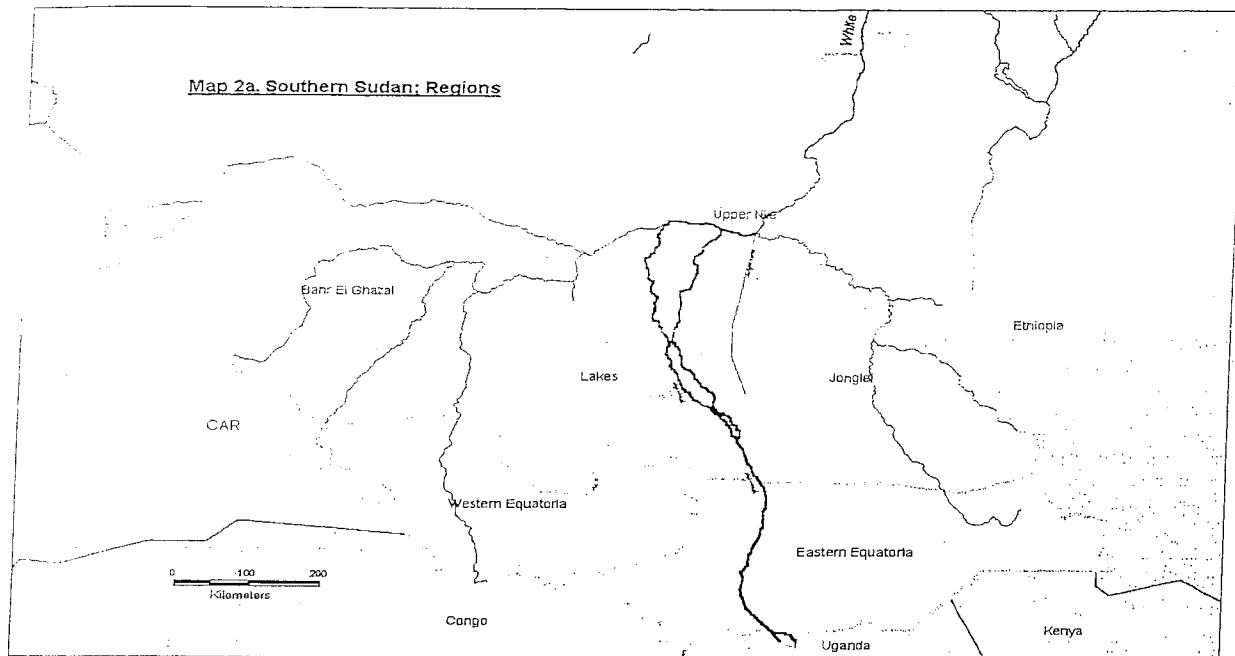 White
Map 2a. Southern Sudan; Regions
Upper Nile
Bahr El Ghazal
Ethiopia
Lakes
Jonglei
CAR
Western Equatoria
Eastern Equatoria
0 100 200
Kilometers
Congo
Uganda
Kenya